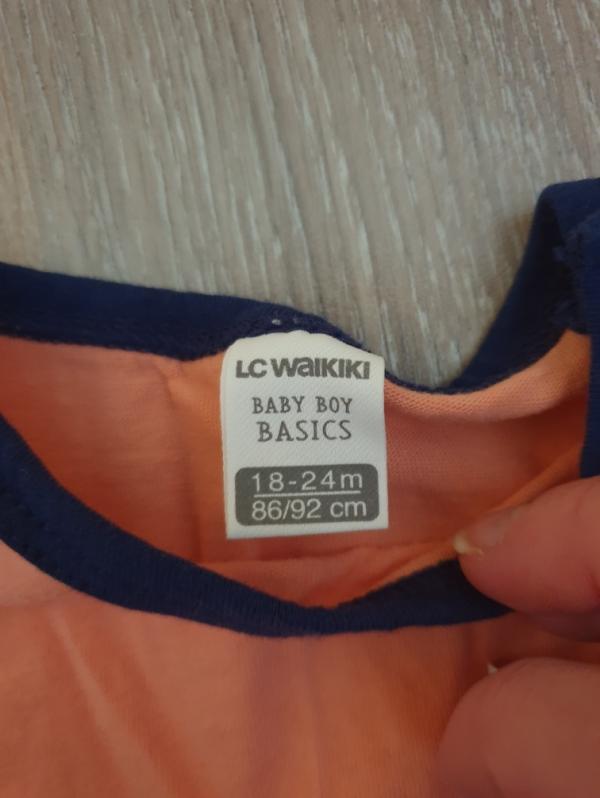 LC WAIKIKI
BABY BOY
BASICS
18-24m
86/92 cm